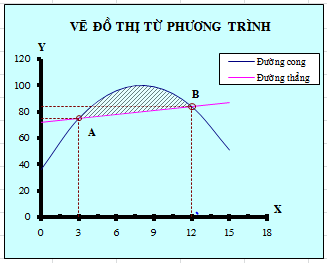 VẼ ĐỒ THỊ TỪ PHƯƠNG TRÌNH
Y
Đường cong
Đường thẳng
120
100
80
60
40
20
0
B
A
X
0 3 6 9 12 15 18